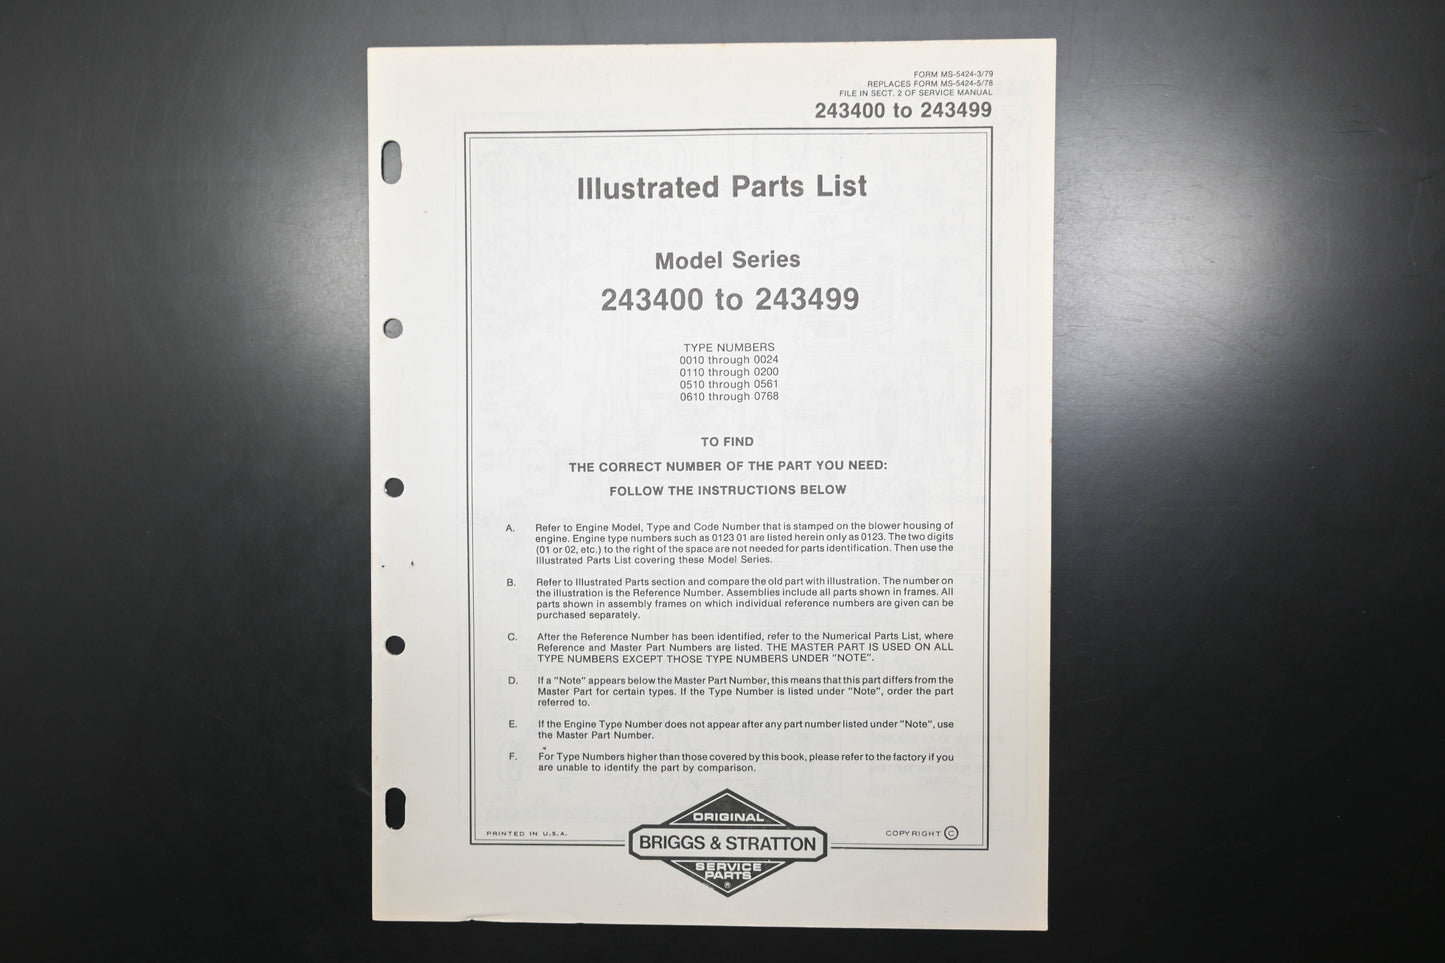 FORM MS-5424-3/79
REPLACES FORM MS-5424-5/78
FILE IN SECT. 2 OF SERVICE MANUAL
243400 to 243499
Illustrated Parts List
Model Series
243400 to 243499
TYPE NUMBERS
0010 through 0024
0110 through 0200
0510 through 0561
0610 through 0768
TO FIND
THE CORRECT NUMBER OF THE PART YOU NEED:
FOLLOW THE INSTRUCTIONS BELOW
A. Refer to Engine Model, Type and Code Number that is stamped on the blower housing of
engine. Engine type numbers such as 0123 01 are listed herein only as 0123. The two digits
(01 or 02, etc.) to the right of the space are not needed for parts identification. Then use the
Illustrated Parts List covering these Model Series.
B. Refer to Illustrated Parts section and compare the old part with illustration. The number on
the illustration is the Reference Number. Assemblies include all parts shown in frames. All
parts shown in assembly frames on which individual reference numbers are given can be
purchased separately.
C. After the Reference Number has been identified, refer to the Numerical Parts List, where
Reference and Master Part Numbers are listed. THE MASTER PART IS USED ON ALL
TYPE NUMBERS EXCEPT THOSE TYPE NUMBERS UNDER "NOTE".
D. If a "Note" appears below the Master Part Number, this means that this part differs from the
Master Part for certain types. If the Type Number is listed under "Note", order the part
referred to.
E. If the Engine Type Number does not appear after any part number listed under "Note", use
the Master Part Number.
F. For Type Numbers higher than those covered by this book, please refer to the factory if you
are unable to identify the part by comparison.
PRINTED IN U.S.A.
ORIGINAL
BRIGGS & STRATTON
SERVICE
PARTS
®
COPYRIGHT ©